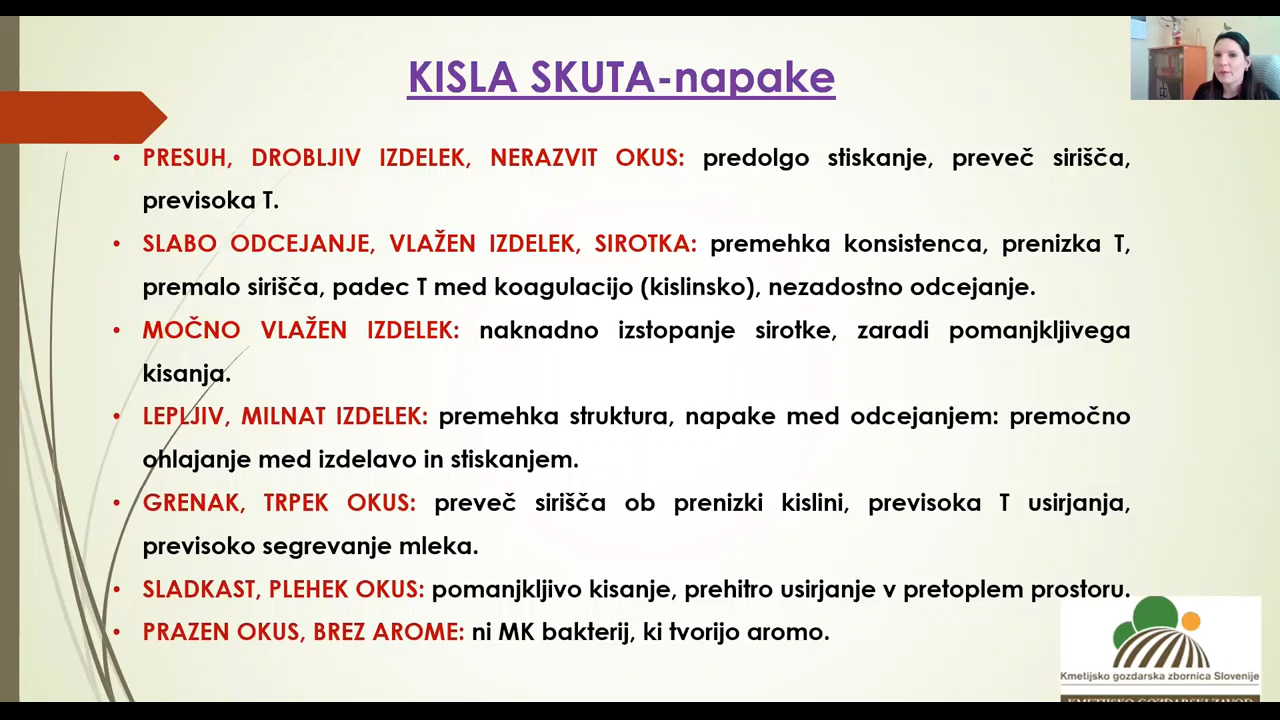 KISLA SKUTA-napake
• PRESUH, DROBLJIV IZDELEK, NERAZVIT OKUS: predolgo stiskanje, preveč sirišča,
previsoka T.
• SLABO ODCEJANJE, VLAŽEN IZDELEK, SIROTKA: premehka konsistenca, prenizka T,
premalo sirišča, padec T med koagulacijo (kislinsko), nezadostno odcejanje.
• MOČNO VLAŽEN IZDELEK: naknadno izstopanje sirotke, zaradi pomanjkljivega
kisanja.
• LEPLJIV, MILNAT IZDELEK: premehka struktura, napake med odcejanjem: premočno
ohlajanje med izdelavo in stiskanjem.
• GRENAK, TRPEK OKUS: preveč sirišča ob prenizki kislini, previsoka T usirjanja,
previsoko segrevanje mleka.
• SLADKAST, PLEHEK OKUS: pomanjkljivo kisanje, prehitro usirjanje v pretoplem prostoru.
• PRAZEN OKUS, BREZ AROME: ni MK bakterij, ki tvorijo aromo.
Kmetijsko gozdarska zbornica Slovenije
KMETIJSKO GOZDARSKI ZAVOD